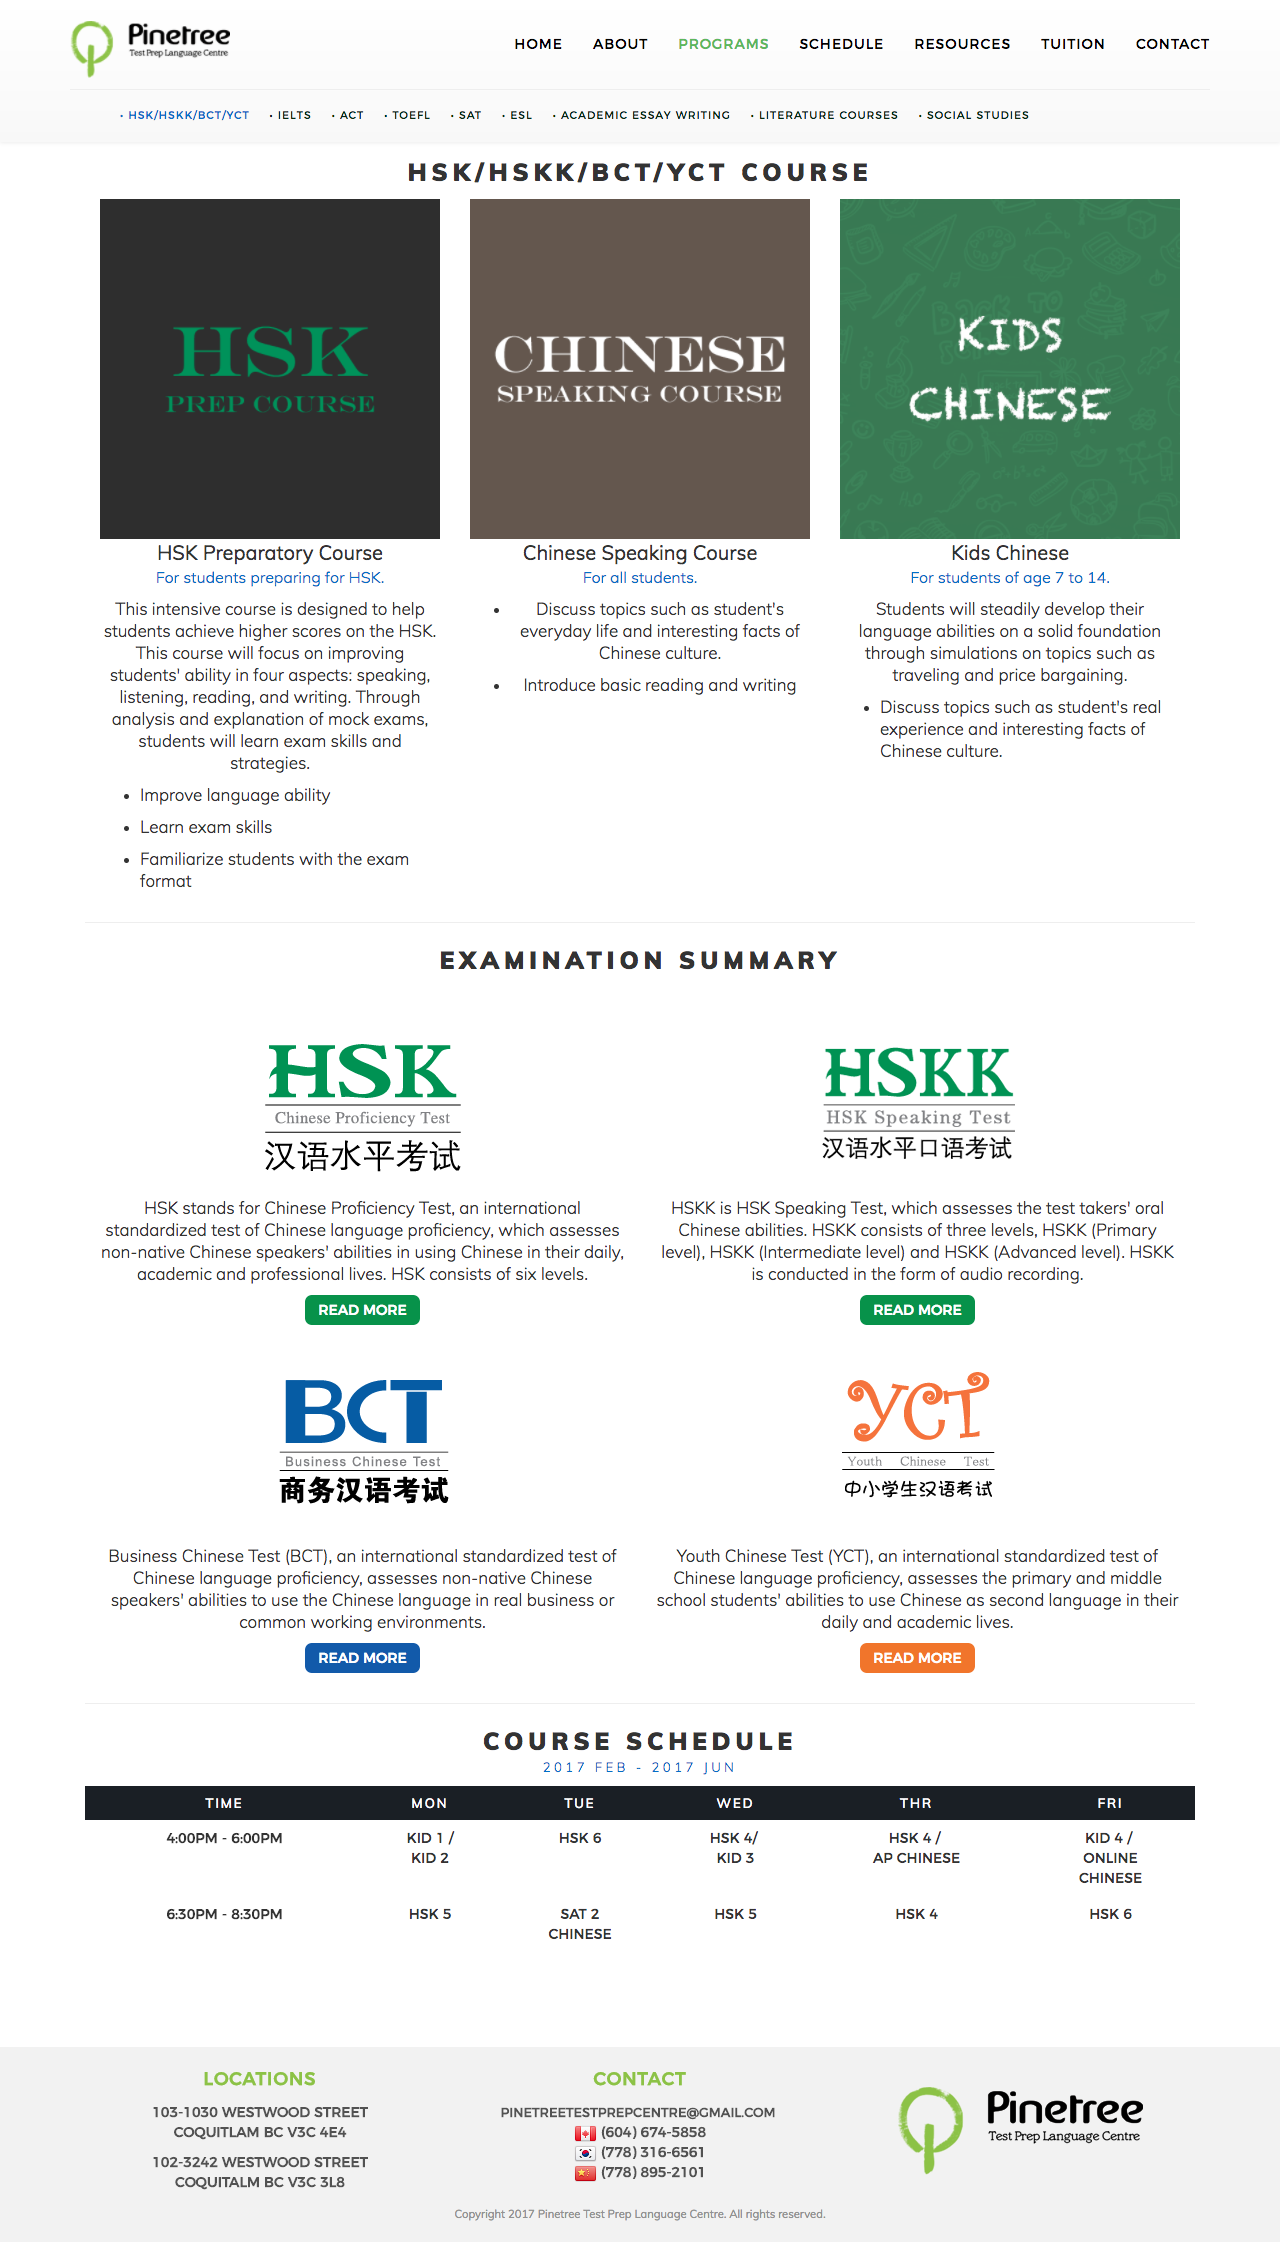 Pinetree
Test Prep Language Centre
HOME ABOUT PROGRAMS SCHEDULE RESOURCES TUITION CONTACT
• HSK/HSKK/BCT/YCT • IELTS • ACT • TOEFL • SAT • ESL • ACADEMIC ESSAY WRITING • LITERATURE COURSES • SOCIAL STUDIES
HSK/HSKK/BCT/YCT COURSE
HSK
PREP COURSE
CHINESE
SPEAKING COURSE
KIDS
CHINESE
HSK Preparatory Course
For students preparing for HSK.
This intensive course is designed to help
students achieve higher scores on the HSK.
This course will focus on improving
students' ability in four aspects: speaking,
listening, reading, and writing. Through
analysis and explanation of mock exams,
students will learn exam skills and
strategies.
• Improve language ability
• Learn exam skills
• Familiarize students with the exam
format
Chinese Speaking Course
For all students.
• Discuss topics such as student's
everyday life and interesting facts of
Chinese culture.
• Introduce basic reading and writing
Kids Chinese
For students of age 7 to 14.
Students will steadily develop their
language abilities on a solid foundation
through simulations on topics such as
traveling and price bargaining.
• Discuss topics such as student's real
experience and interesting facts of
Chinese culture.
EXAMINATION SUMMARY
HSK
Chinese Proficiency Test
汉语水平考试
HSK stands for Chinese Proficiency Test, an international
standardized test of Chinese language proficiency, which assesses
non-native Chinese speakers' abilities in using Chinese in their daily,
academic and professional lives. HSK consists of six levels.
READ MORE
HSKK
HSK Speaking Test
汉语水平口语考试
HSKK is HSK Speaking Test, which assesses the test takers' oral
Chinese abilities. HSKK consists of three levels, HSKK (Primary
level), HSKK (Intermediate level) and HSKK (Advanced level). HSKK
is conducted in the form of audio recording.
READ MORE
BCT
Business Chinese Test
商务汉语考试
Business Chinese Test (BCT), an international standardized test of
Chinese language proficiency, assesses non-native Chinese
speakers' abilities to use the Chinese language in real business or
common working environments.
READ MORE
YCT
Youth Chinese Test
中小学生汉语考试
Youth Chinese Test (YCT), an international standardized test of
Chinese language proficiency, assesses the primary and middle
school students' abilities to use Chinese as second language in their
daily and academic lives.
READ MORE
COURSE SCHEDULE
2017 FEB - 2017 JUN
TIME MON TUE WED THR FRI
4:00PM - 6:00PM KID 1 / HSK 6 HSK 4/ HSK 4 / KID 4 /
KID 2 KID 3 AP CHINESE ONLINE
CHINESE
6:30PM - 8:30PM HSK 5 SAT 2 HSK 5 HSK 4 HSK 6
CHINESE
LOCATIONS
103-1030 WESTWOOD STREET
COQUITLAM BC V3C 4E4
102-3242 WESTWOOD STREET
COQUITALM BC V3C 3L8
CONTACT
PINETREETESTPREPCENTRE@GMAIL.COM
(604) 674-5858
(778) 316-6561
(778) 895-2101
Pinetree
Test Prep Language Centre
Copyright 2017 Pinetree Test Prep Language Centre. All rights reserved.